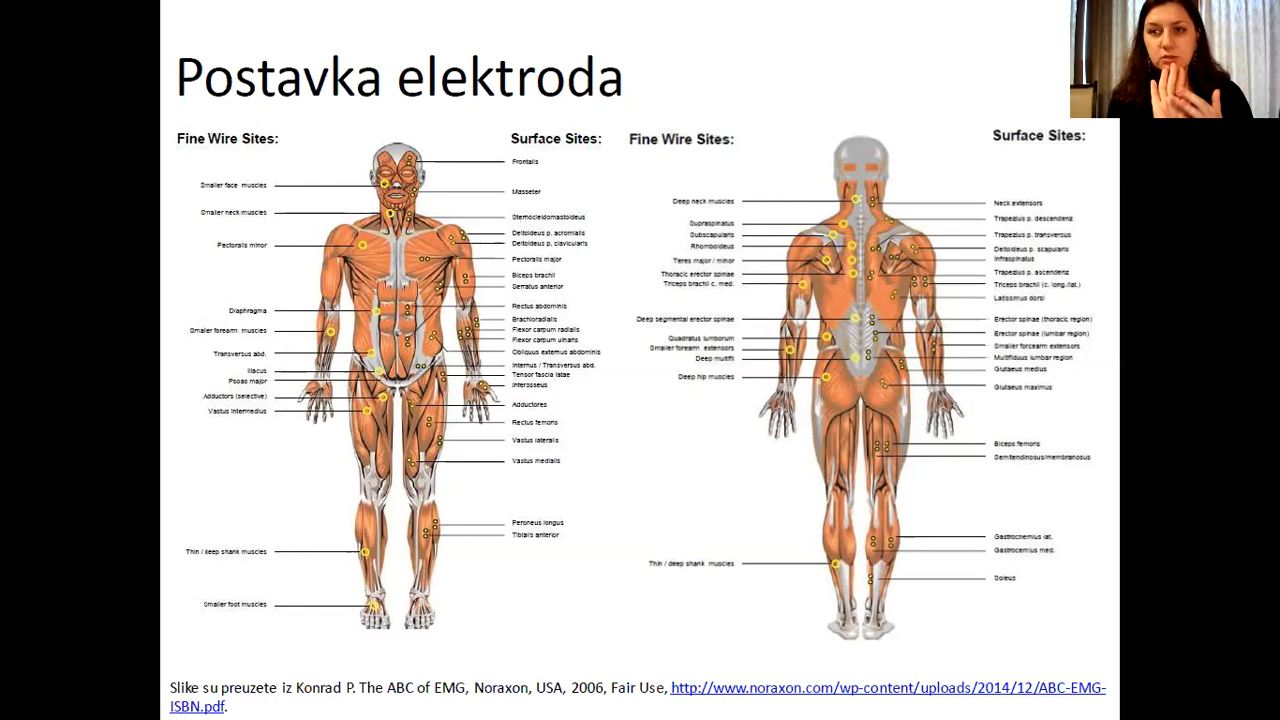 Postavka elektroda
Fine Wire Sites:
Surface Sites:
Smaller face muscles
Smaller neck muscles
Pectoralis minor
Diaphragma
Smaller forearm muscles
Transversus abd.
Iliacus
Psoas major
Adductors (selective)
Vastus intermedius
Thin / deep shank muscles
Smaller foot muscles
Frontalis
Masseter
Sternocleidomastoideus
Deltoideus p. acromialis
Deltoideus p. clavicularis
Pectoralis major
Biceps brachii
Serratus anterior
Rectus abdominis
Brachioradialis
Flexor carpum radialis
Flexor carpum ulnaris
Obliquus externus abdominis
Internus / Transversus abd.
Tensor fascia latae
Interosseus
Adductores
Rectus femoris
Vastus lateralis
Vastus medialis
Peroneus longus
Tibialis anterior
Fine Wire Sites:
Surface Sites:
Deep neck muscles
Supraspinatus
Subscapularis
Rhomboideus
Teres major / minor
Thoracic erector spinae
Triceps brachii c. med.
Deep segmental erector spinae
Quadratus lumborum
Smaller forearm extensors
Deep multifii
Deep hip muscles
Thin / deep shank muscles
Neck extensors
Trapezius p. descendenz
Trapezius p. transversus
Deltoideus p. scapularis
Infraspinatus
Trapezius p. ascendenz
Triceps brachii (c. long./lat.)
Latissimus dorsi
Erector spinae (thoracic region)
Erector spinae (lumbar region)
Smaller forearm extensors
Multifiduus lumbar region
Glutaeus medius
Glutaeus maximus
Biceps femoris
Semitendinosus/membranosus
Gastrocnemius lat.
Gastrocemius med.
Soleus
Slike su preuzete iz Konrad P. The ABC of EMG, Noraxon, USA, 2006, Fair Use, http://www.noraxon.com/wp-content/uploads/2014/12/ABC-EMG-
ISBN.pdf.